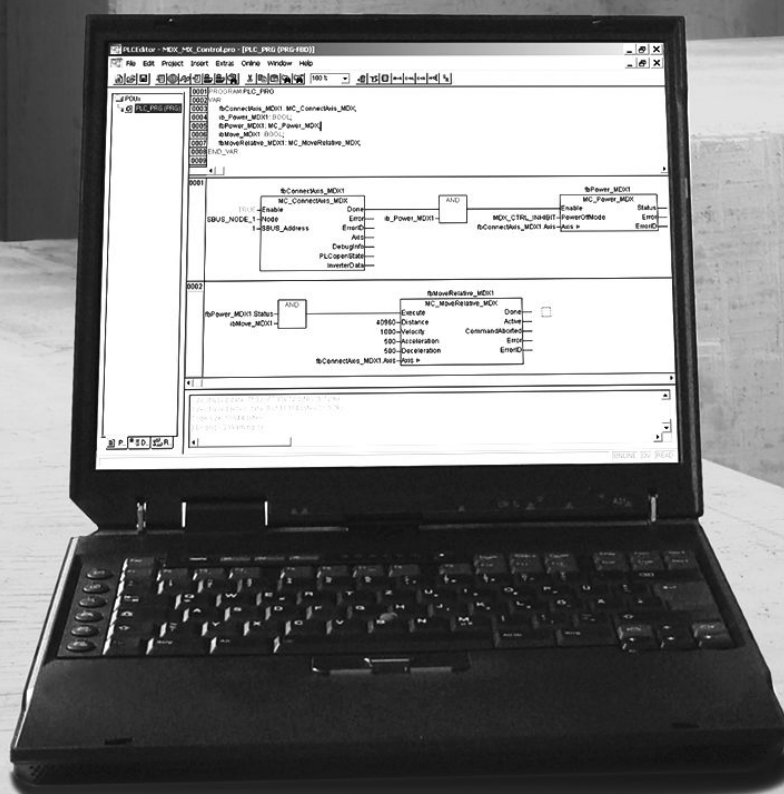 PLCEditor - MDX_MX_Control.pro - [PLC_PRG (PRG-FBD)]
File Edit Project Insert Extras Online Window Help
100 %
POUs
PLC_PRG (PRG)
0001 PROGRAM PLC_PRG
0002 VAR
0003 fbConnectAxis_MDX1: MC_ConnectAxis_MDX;
0004 ib_Power_MDX1: BOOL;
0005 fbPower_MDX1: MC_Power_MDX;
0006 ibMove_MDX1: BOOL;
0007 fbMoveRelative_MDX1: MC_MoveRelative_MDX;
0008 END_VAR
0009
0001
fbConnectAxis_MDX1
MC_ConnectAxis_MDX
TRUE Enable Done
SBUS_NODE_1 Node Error
1 SBUS_Address ErrorID
Axis
DebugInfo
PLCopenState
InverterData
AND
ib_Power_MDX1
fbPower_MDX1
MC_Power_MDX
Enable Status
MDX_CTRL_INHIBIT PowerOffMode Error
fbConnectAxis_MDX1.Axis Axis ErrorID
0002
fbPower_MDX1.Status
ibMove_MDX1
AND
fbMoveRelative_MDX1
MC_MoveRelative_MDX
Execute Done
40960 Distance Active
1000 Velocity CommandAborted
500 Acceleration Error
500 Deceleration ErrorID
fbConnectAxis_MDX1.Axis Axis
P... D... R...
ONLINE OV READ